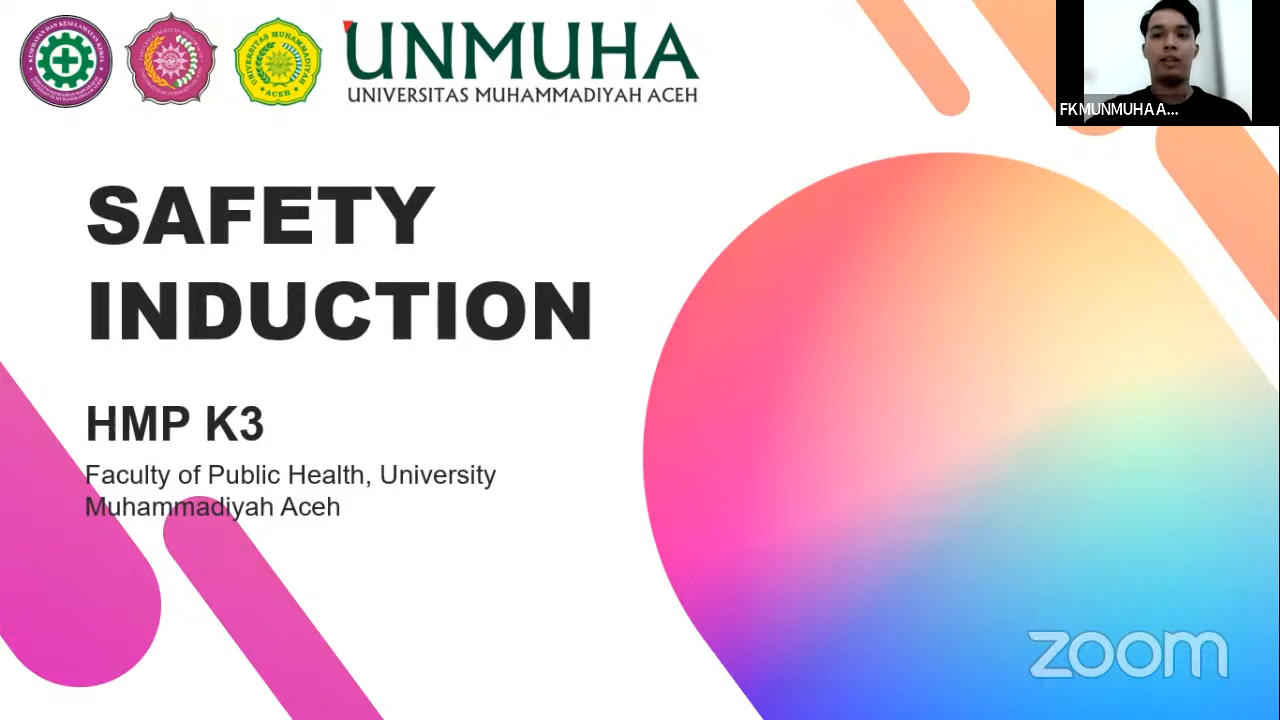 UNMUHA
UNIVERSITAS MUHAMMADIYAH ACEH
FKMUNMUHA A...
SAFETY
INDUCTION
HMP K3
Faculty of Public Health, University
Muhammadiyah Aceh
zoom